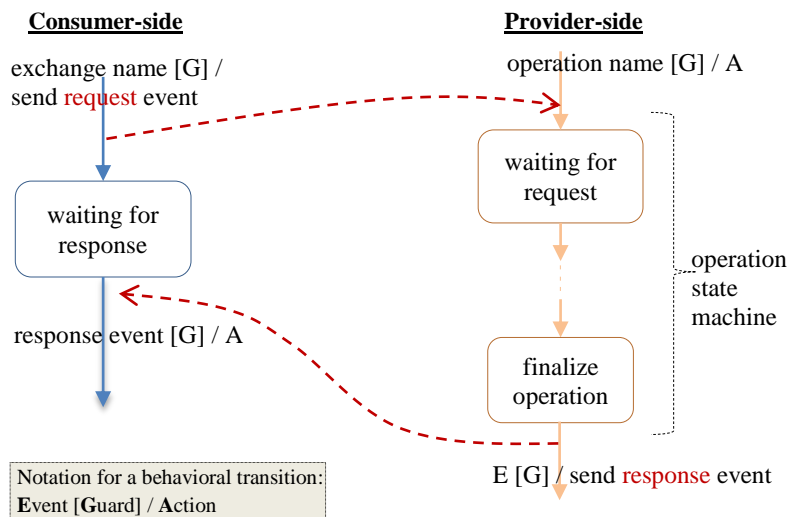 Consumer-side
exchange name [G] /
send request event
waiting for
response
response event [G] / A
Provider-side
operation name [G] / A
waiting for
request
finalize
operation
E [G] / send response event
operation
state
machine
Notation for a behavioral transition:
Event [Guard] / Action